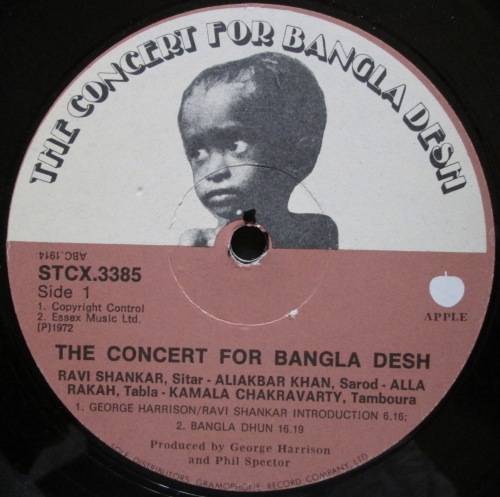 THE CONCERT FOR BANGLA DESH
ABC.1914
STCX.3385
Side 1
1. Copyright Control
2. Essex Music Ltd.
(P)1972
APPLE
THE CONCERT FOR BANGLA DESH
RAVI SHANKAR, Sitar - ALIAKBAR KHAN, Sarod - ALLA
RAKAH, Tabla - KAMALA CHAKRAVARTY, Tamboura
1. GEORGE HARRISON/RAVI SHANKAR INTRODUCTION 6.16;
2. BANGLA DHUN 16.19
Produced by George Harrison
and Phil Spector
SOLE DISTRIBUTORS GRAMOPHONE RECORD COMPANY LTD